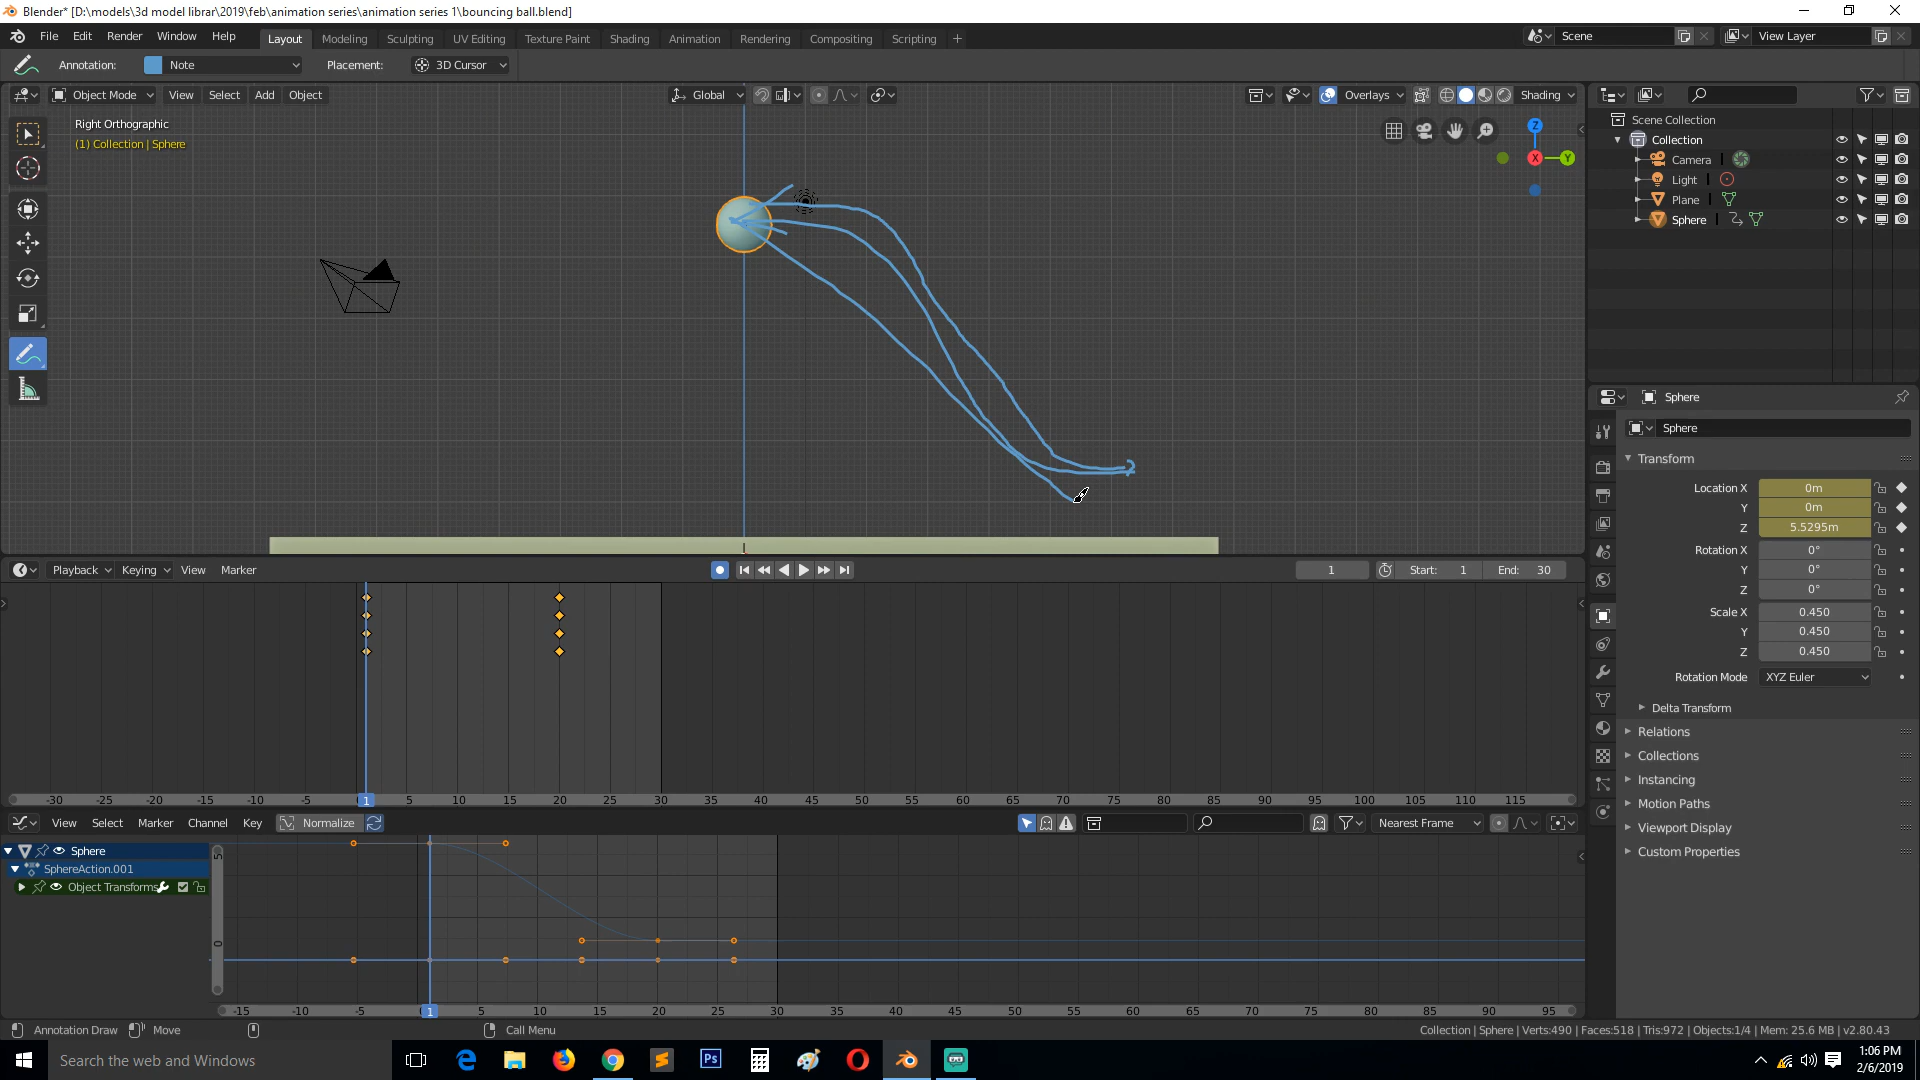 Blender* [D:\models\3d model librar\2019\feb\animation series\animation series 1\bouncing ball.blend]
File Edit Render Window Help Layout Modeling Sculpting UV Editing Texture Paint Shading Animation Rendering Compositing Scripting + Scene View Layer
Annotation: Note Placement: 3D Cursor
Object Mode View Select Add Object Global Overlays Shading
Right Orthographic
(1) Collection | Sphere
Z
X Y
Scene Collection
Collection
Camera
Light
Plane
Sphere
Sphere
Sphere
Transform
Location X 0m
Y 0m
Z 5.5295m
Rotation X 0°
Y 0°
Z 0°
Scale X 0.450
Y 0.450
Z 0.450
Rotation Mode XYZ Euler
Delta Transform
Relations
Collections
Instancing
Motion Paths
Viewport Display
Custom Properties
Playback Keying View Marker 1 Start: 1 End: 30
-30 -25 -20 -15 -10 -5 1 5 10 15 20 25 30 35 40 45 50 55 60 65 70 75 80 85 90 95 100 105 110 115
View Select Marker Channel Key Normalize Nearest Frame
Sphere
SphereAction.001
Object Transforms
5
0
-15 -10 -5 1 5 10 15 20 25 30 35 40 45 50 55 60 65 70 75 80 85 90 95
Annotation Draw Move Call Menu Collection | Sphere | Verts:490 | Faces:518 | Tris:972 | Objects:1/4 | Mem: 25.6 MB | v2.80.43
Search the web and Windows
Ps
1:06 PM
2/6/2019